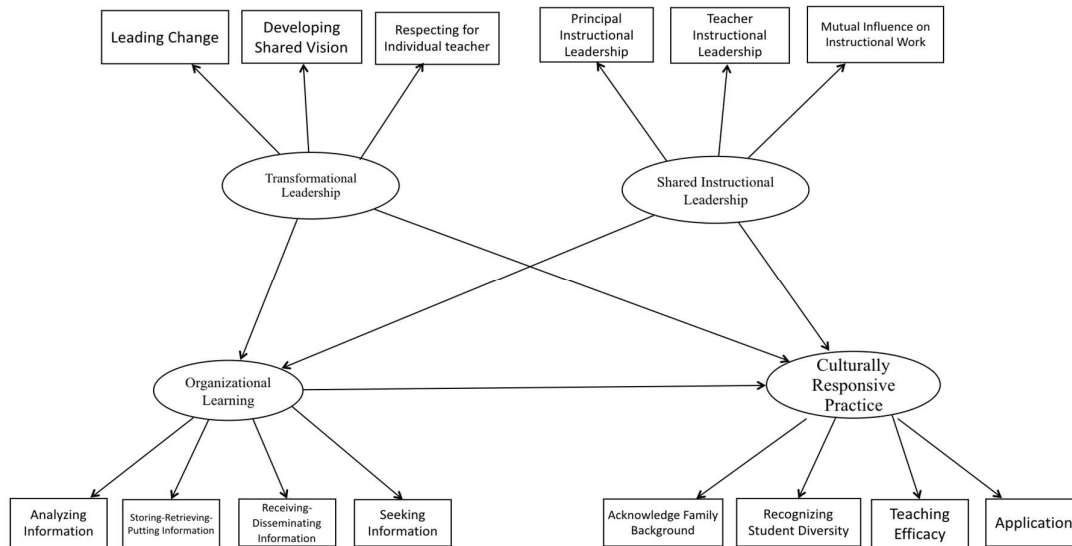 Leading Change
Developing
Shared Vision
Respecting for
Individual teacher
Principal
Instructional
Leadership
Teacher
Instructional
Leadership
Mutual Influence on
Instructional Work
Transformational
Leadership
Shared Instructional
Leadership
Organizational
Learning
Culturally
Responsive
Practice
Analyzing
Information
Storing-Retrieving-
Putting Information
Receiving-
Disseminating
Information
Seeking
Information
Acknowledge Family
Background
Recognizing
Student Diversity
Teaching
Efficacy
Application